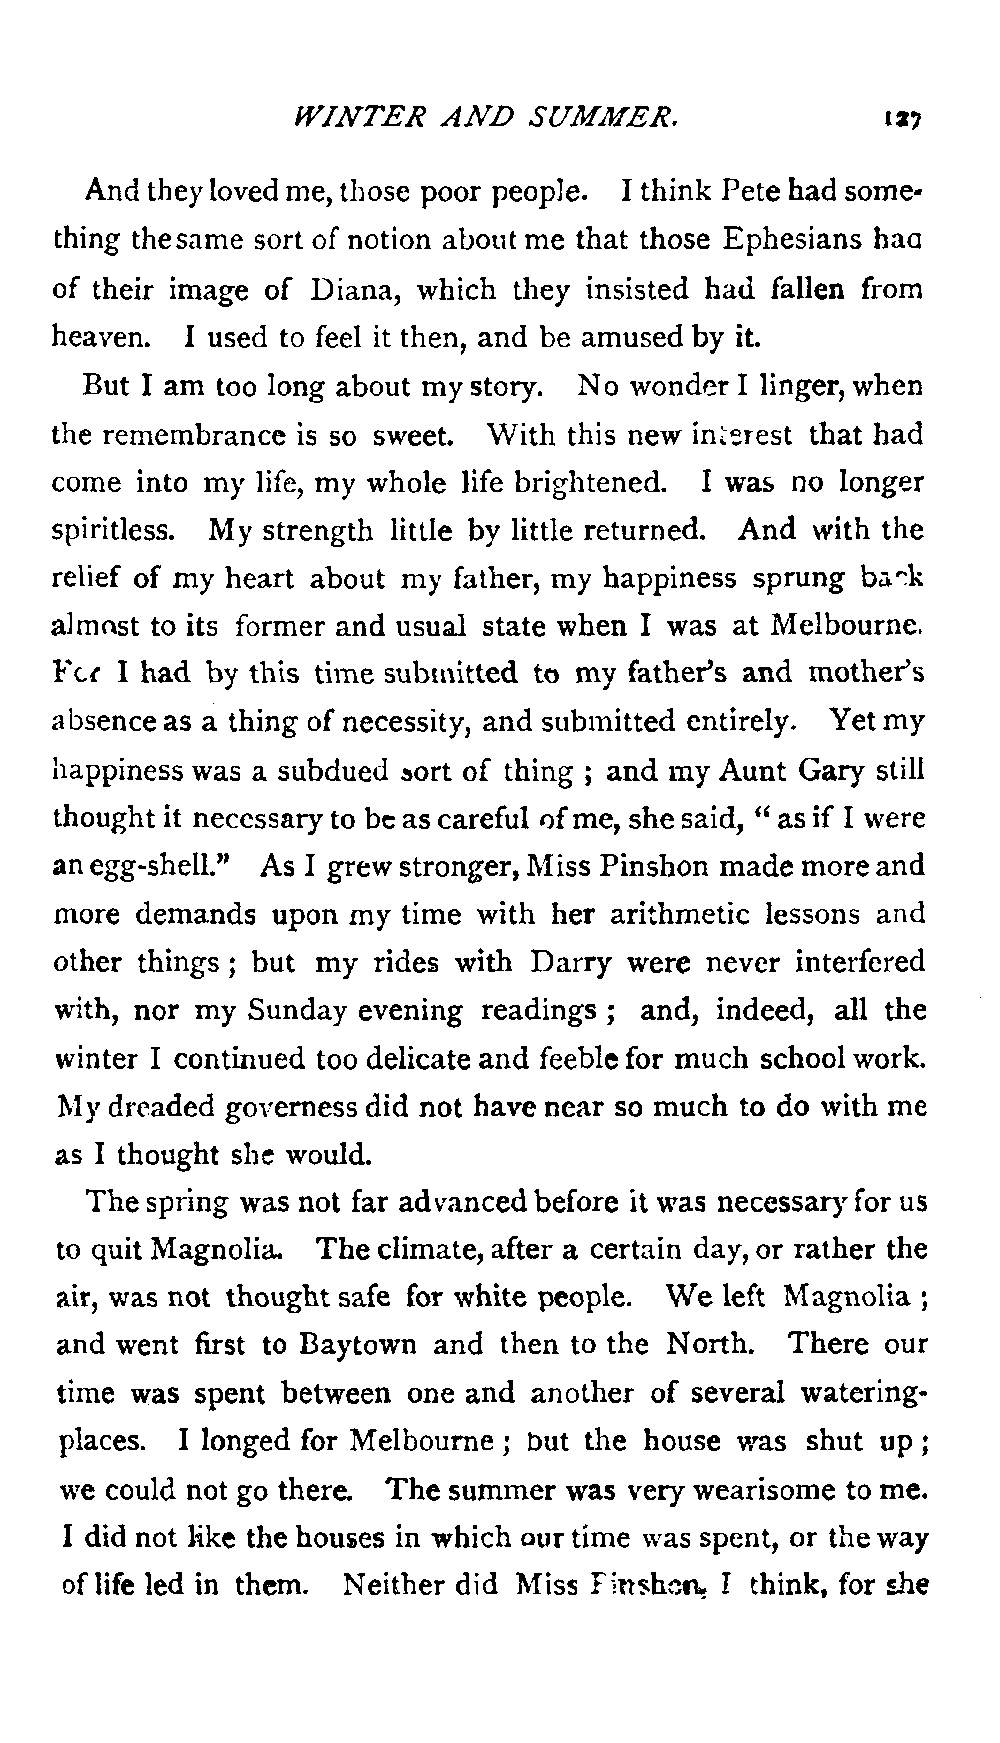 WINTER AND SUMMER. 127
And they loved me, those poor people. I think Pete had some-
thing the same sort of notion about me that those Ephesians had
of their image of Diana, which they insisted had fallen from
heaven. I used to feel it then, and be amused by it.
But I am too long about my story. No wonder I linger, when
the remembrance is so sweet. With this new interest that had
come into my life, my whole life brightened. I was no longer
spiritless. My strength little by little returned. And with the
relief of my heart about my father, my happiness sprung back
almost to its former and usual state when I was at Melbourne.
For I had by this time submitted to my father's and mother's
absence as a thing of necessity, and submitted entirely. Yet my
happiness was a subdued sort of thing ; and my Aunt Gary still
thought it necessary to be as careful of me, she said, " as if I were
an egg-shell." As I grew stronger, Miss Pinshon made more and
more demands upon my time with her arithmetic lessons and
other things ; but my rides with Darry were never interfered
with, nor my Sunday evening readings ; and, indeed, all the
winter I continued too delicate and feeble for much school work.
My dreaded governess did not have near so much to do with me
as I thought she would.
The spring was not far advanced before it was necessary for us
to quit Magnolia. The climate, after a certain day, or rather the
air, was not thought safe for white people. We left Magnolia ;
and went first to Baytown and then to the North. There our
time was spent between one and another of several watering-
places. I longed for Melbourne ; but the house was shut up ;
we could not go there. The summer was very wearisome to me.
I did not like the houses in which our time was spent, or the way
of life led in them. Neither did Miss Pinshon, I think, for she